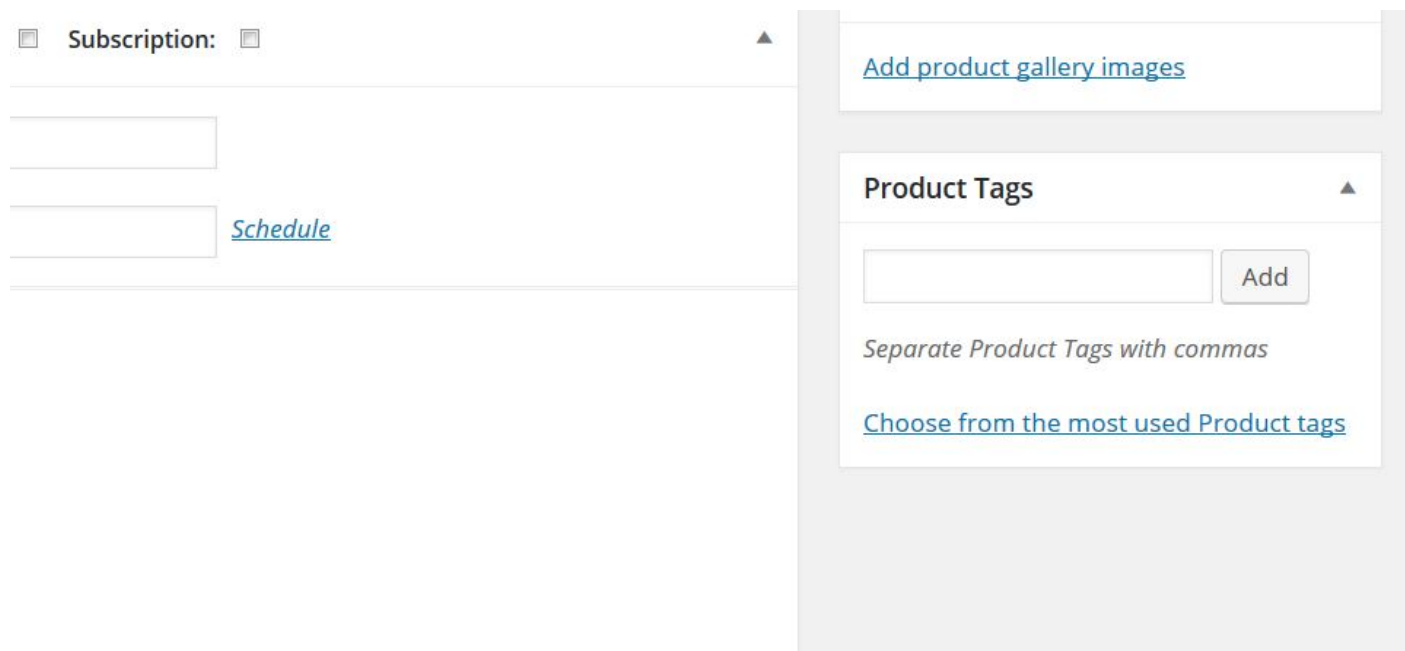 Subscription:
Schedule
Add product gallery images
Product Tags
Add
Separate Product Tags with commas
Choose from the most used Product tags